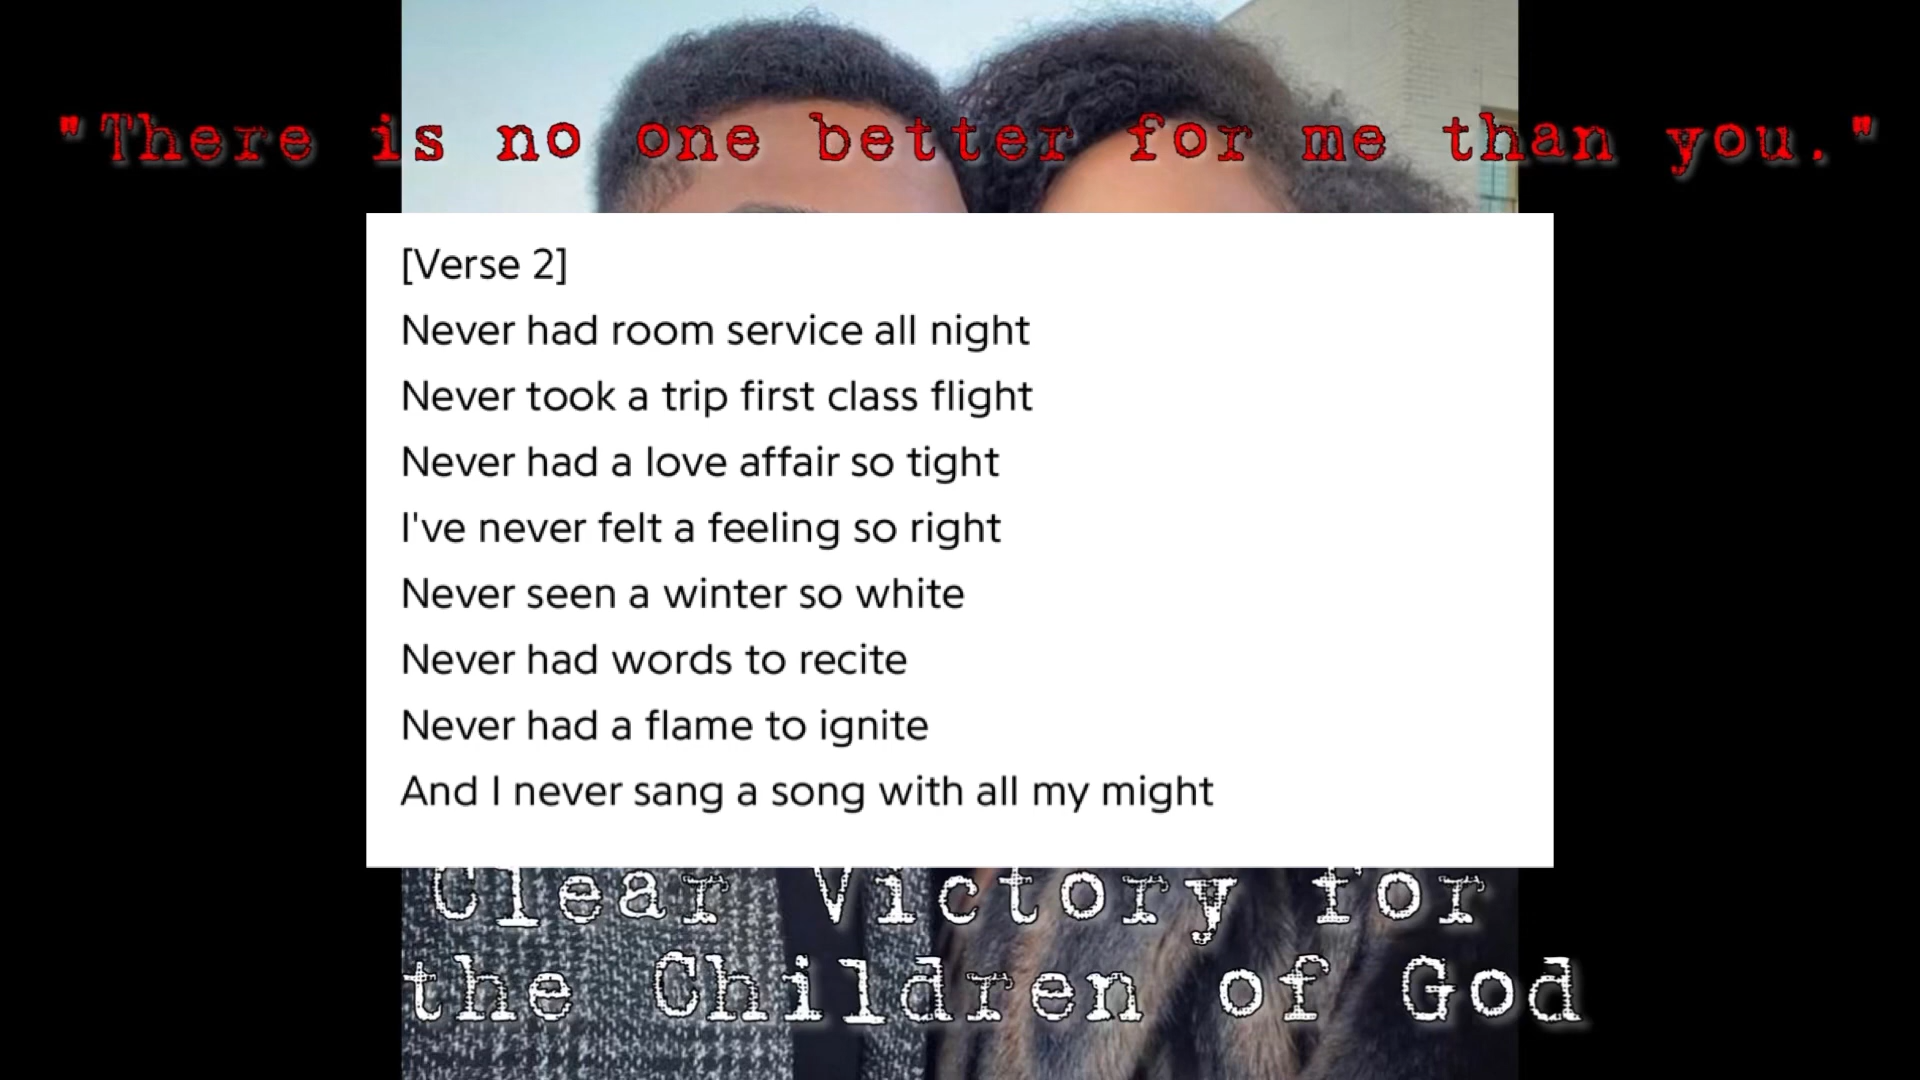 "There is no one better for me than you."
[Verse 2]
Never had room service all night
Never took a trip first class flight
Never had a love affair so tight
I've never felt a feeling so right
Never seen a winter so white
Never had words to recite
Never had a flame to ignite
And I never sang a song with all my might
Clear Victory for
the Children of God